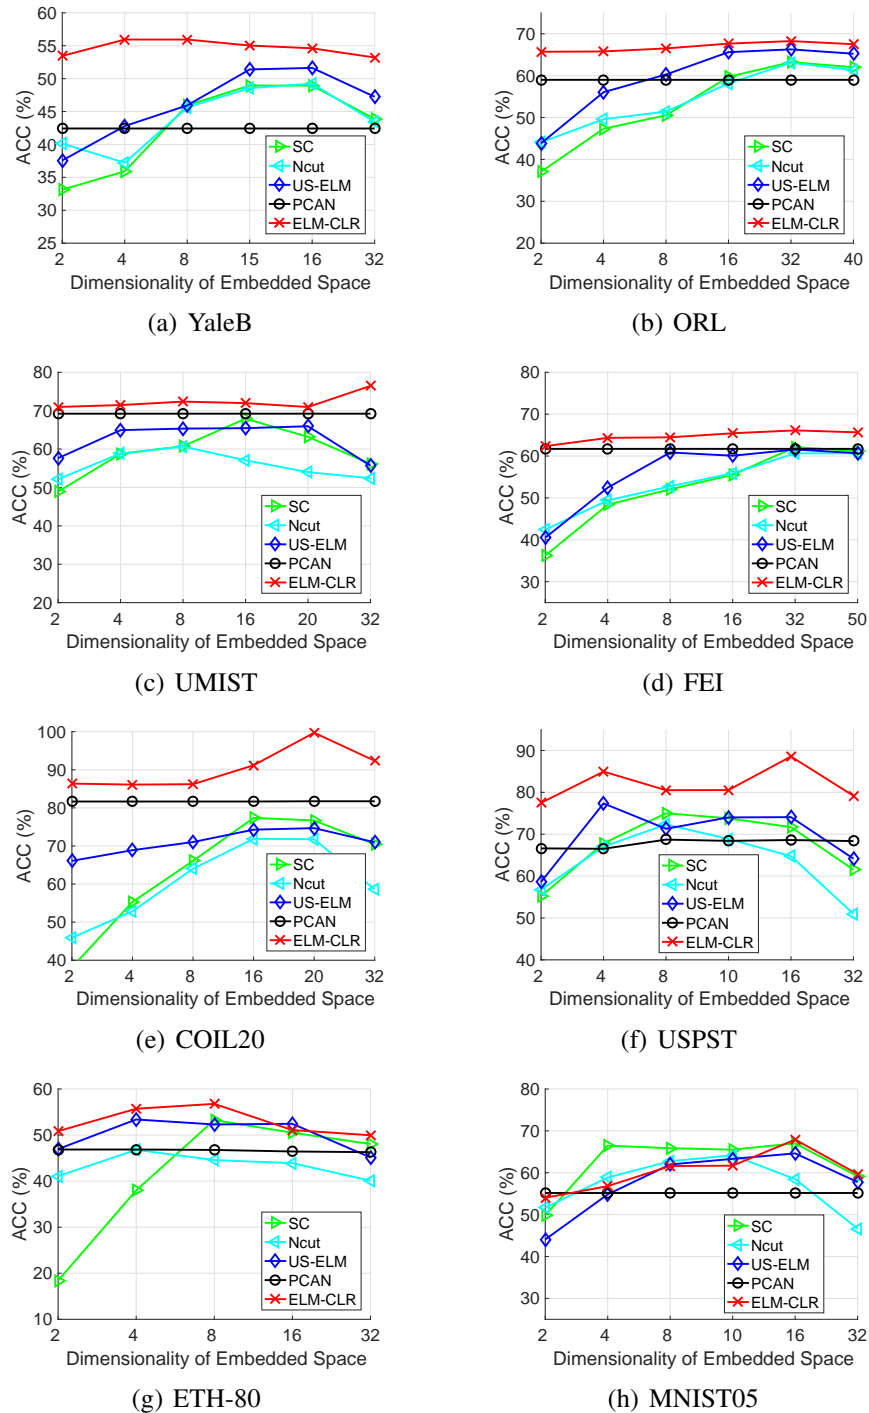 60
55
50
45
40
35
30
25
ACC (%)
SC
Ncut
US-ELM
PCAN
ELM-CLR
2 4 8 15 16 32
Dimensionality of Embedded Space
(a) YaleB
70
60
50
40
30
20
ACC (%)
SC
Ncut
US-ELM
PCAN
ELM-CLR
2 4 8 16 32 40
Dimensionality of Embedded Space
(b) ORL
80
70
60
50
40
30
20
ACC (%)
SC
Ncut
US-ELM
PCAN
ELM-CLR
2 4 8 16 20 32
Dimensionality of Embedded Space
(c) UMIST
80
70
60
50
40
30
ACC (%)
SC
Ncut
US-ELM
PCAN
ELM-CLR
2 4 8 16 32 50
Dimensionality of Embedded Space
(d) FEI
100
90
80
70
60
50
40
ACC (%)
SC
Ncut
US-ELM
PCAN
ELM-CLR
2 4 8 16 20 32
Dimensionality of Embedded Space
(e) COIL20
90
80
70
60
50
40
ACC (%)
SC
Ncut
US-ELM
PCAN
ELM-CLR
2 4 8 10 16 32
Dimensionality of Embedded Space
(f) USPST
60
50
40
30
20
10
ACC (%)
SC
Ncut
US-ELM
PCAN
ELM-CLR
2 4 8 16 32
Dimensionality of Embedded Space
(g) ETH-80
80
70
60
50
40
30
ACC (%)
SC
Ncut
US-ELM
PCAN
ELM-CLR
2 4 8 10 16 32
Dimensionality of Embedded Space
(h) MNIST05